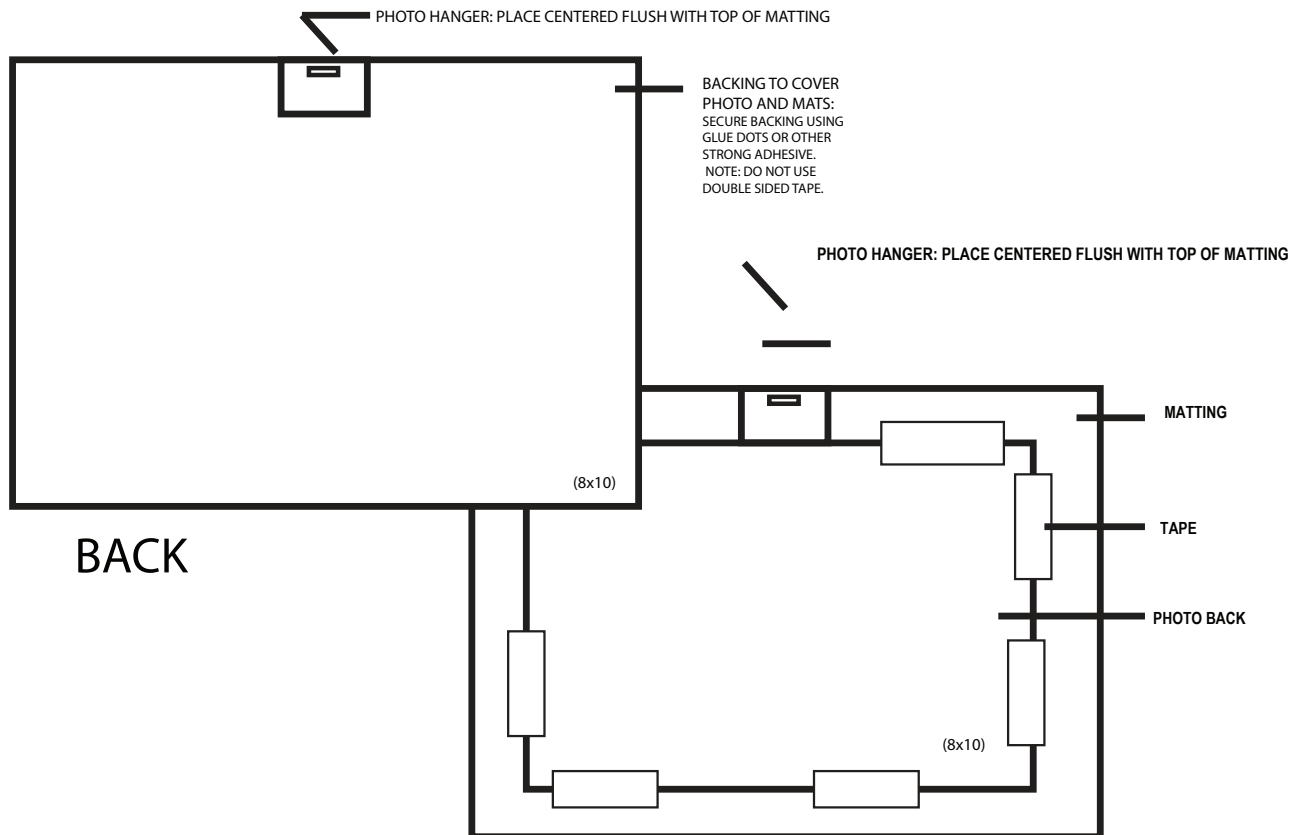 PHOTO HANGER: PLACE CENTERED FLUSH WITH TOP OF MATTING
BACKING TO COVER
PHOTO AND MATS:
SECURE BACKING USING
GLUE DOTS OR OTHER
STRONG ADHESIVE.
NOTE: DO NOT USE
DOUBLE SIDED TAPE.
PHOTO HANGER: PLACE CENTERED FLUSH WITH TOP OF MATTING
MATTING
(8x10)
TAPE
BACK
PHOTO BACK
(8x10)